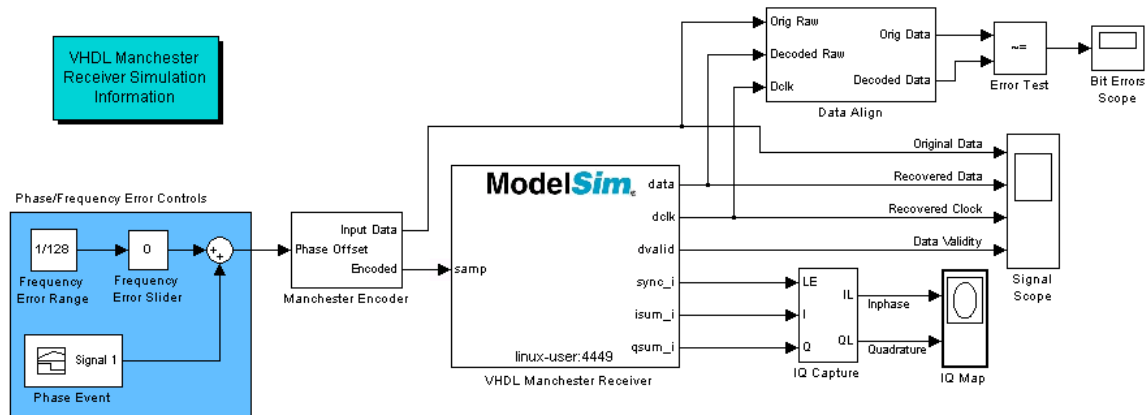 VHDL Manchester
Receiver Simulation
Information
Orig Raw
Decoded Raw
Dclk
Orig Data
Decoded Data
Data Align
~=
Error Test
Bit Errors
Scope
Phase/Frequency Error Controls
1/128
Frequency
Error Range
0
Frequency
Error Slider
+
+
Signal 1
Phase Event
Input Data
Phase Offset
Encoded
Manchester Encoder
ModelSim
samp
data
dclk
dvalid
sync_i
isum_i
qsum_i
linux-user:4449
VHDL Manchester Receiver
Original Data
Recovered Data
Recovered Clock
Data Validity
Signal
Scope
LE
I
Q
IL
QL
IQ Capture
Inphase
Quadrature
IQ Map